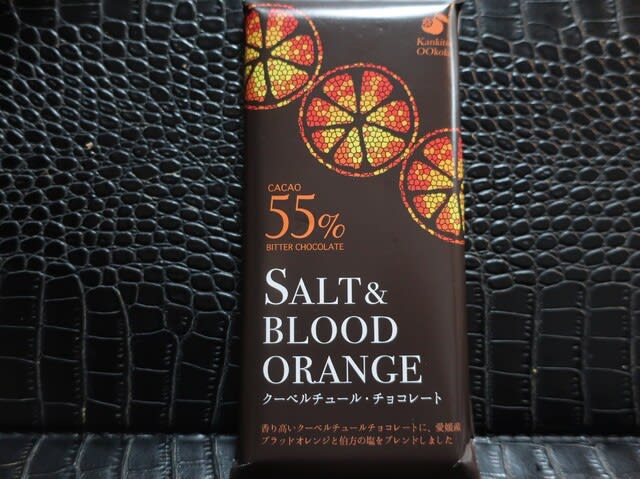 CACAO
55%
BITTER CHOCOLATE
SALT &
BLOOD
ORANGE
クーベルチュール・チョコレート
香り高いクーベルチュールチョコレートに、愛媛産
ブラッドオレンジと伯方の塩をブレンドしました